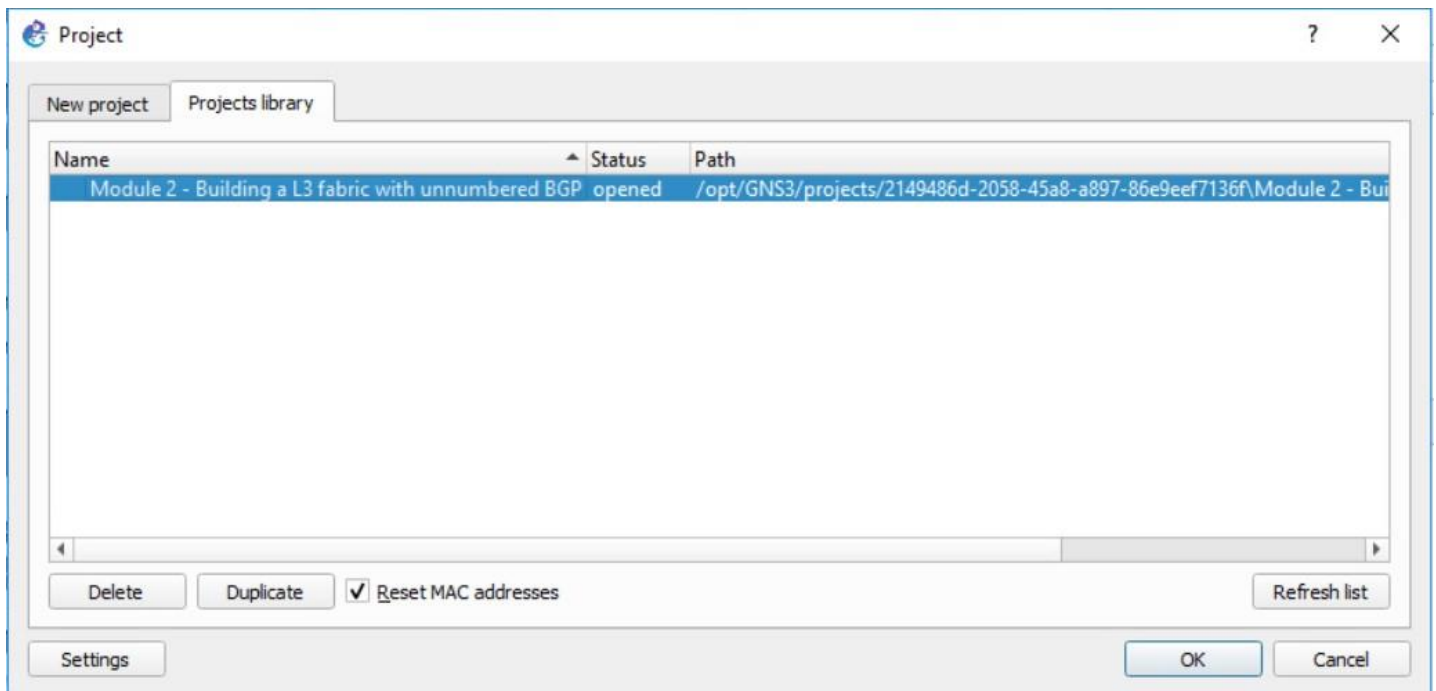 Project
New project Projects library
Name Status Path
Module 2 - Building a L3 fabric with unnumbered BGP opened /opt/GNS3/projects/2149486d-2058-45a8-a897-86e9eef7136f\Module 2 - Bui
Delete Duplicate Reset MAC addresses Refresh list
Settings OK Cancel